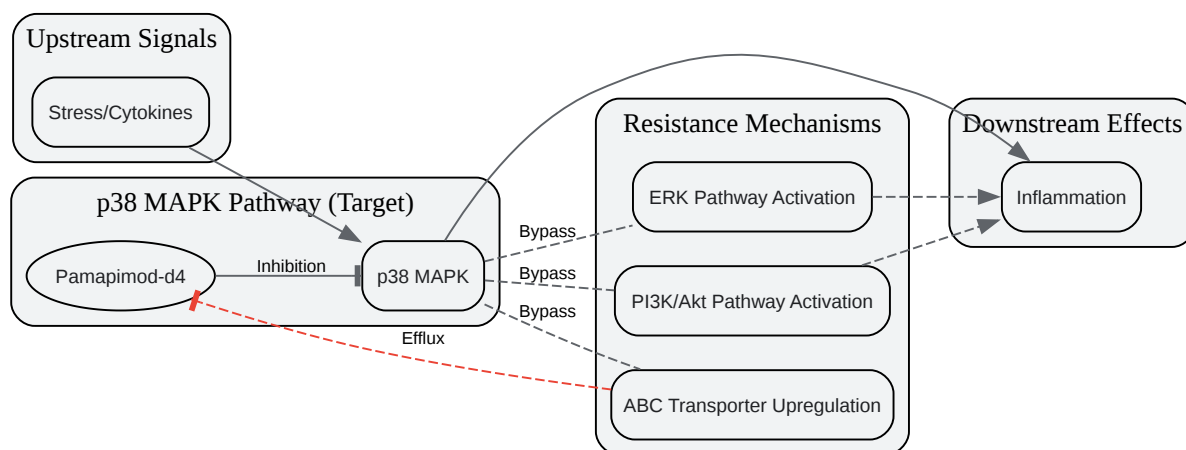 Upstream Signals
Stress/Cytokines
p38 MAPK Pathway (Target)
Pamapimod-d4
Inhibition
p38 MAPK
Bypass
Bypass
Bypass
Efflux
Resistance Mechanisms
ERK Pathway Activation
PI3K/Akt Pathway Activation
ABC Transporter Upregulation
Downstream Effects
Inflammation